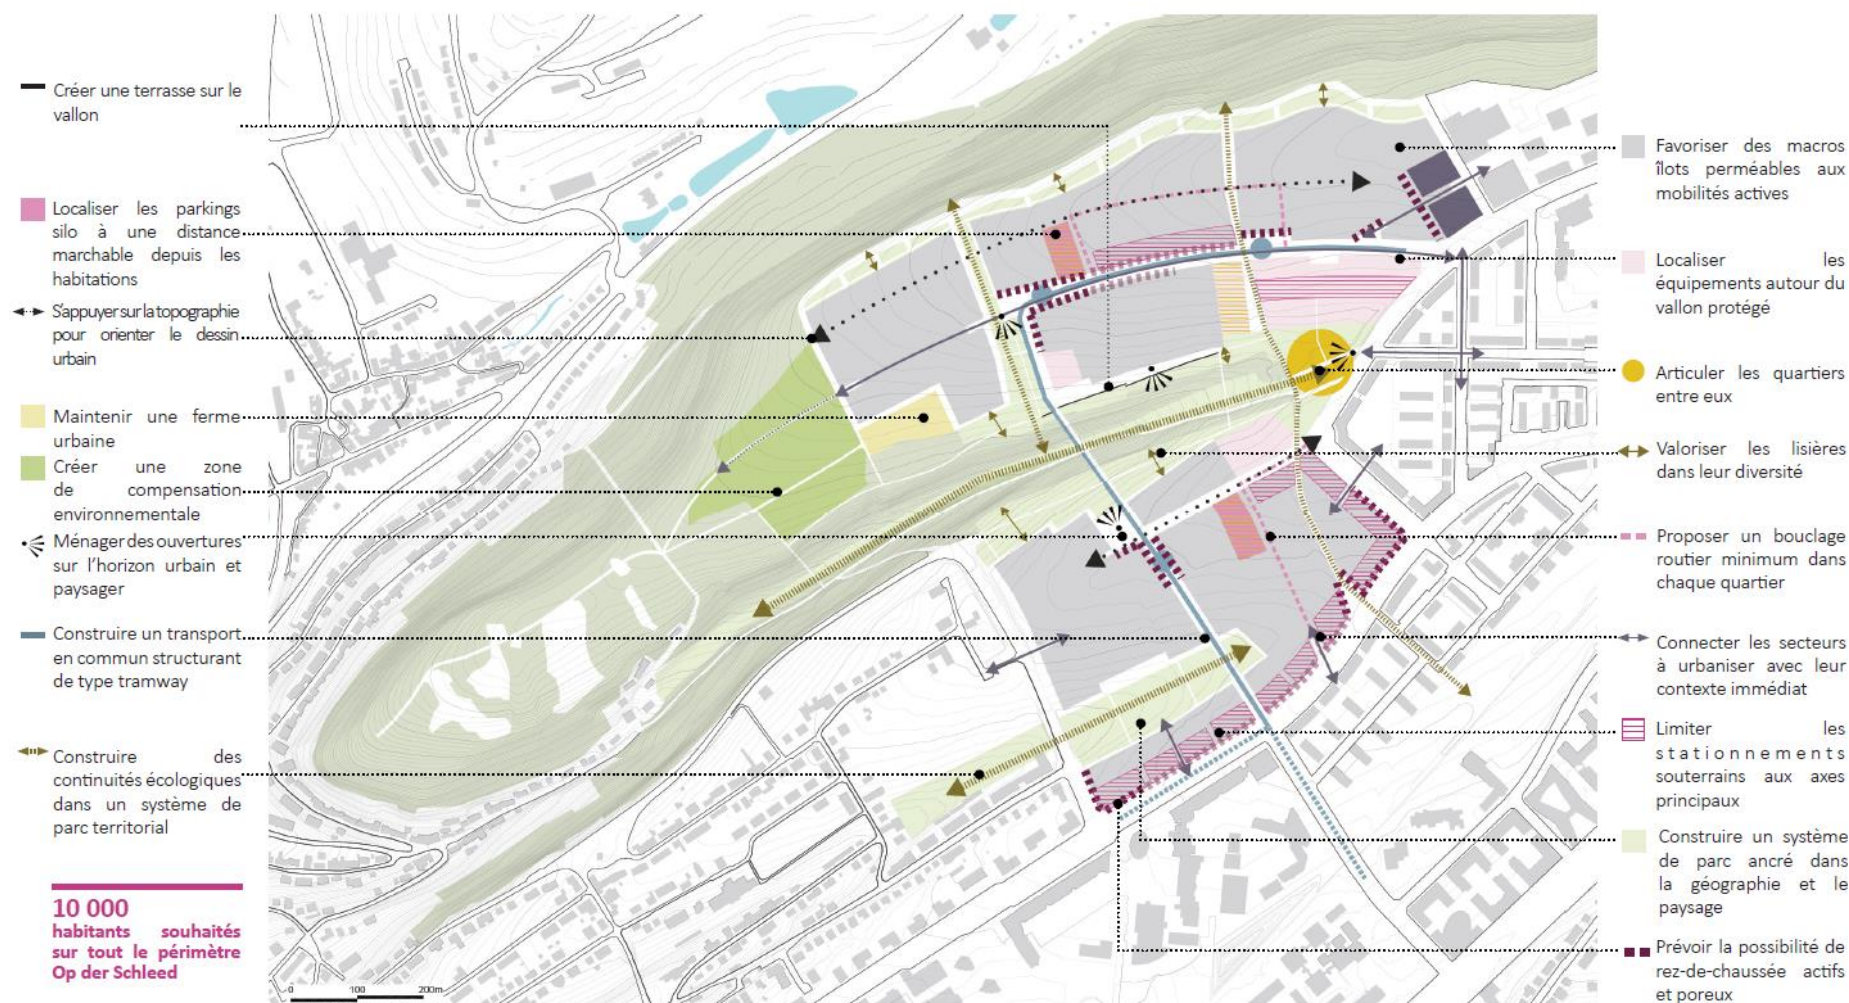 Créer une terrasse sur le
vallon
Localiser les parkings
silo à une distance
marchable depuis les
habitations
S'appuyer sur la topographie
pour orienter le dessin
urbain
Maintenir une ferme
urbaine
Créer une zone
de compensation
environnementale
Ménager des ouvertures
sur l'horizon urbain et
paysager
Construire un transport
en commun structurant
de type tramway
Construire des
continuités écologiques
dans un système de
parc territorial
10 000
habitants souhaités
sur tout le périmètre
Op der Schleed
0 100 200m
Favoriser des macros
îlots perméables aux
mobilités actives
Localiser les
équipements autour du
vallon protégé
Articuler les quartiers
entre eux
Valoriser les lisières
dans leur diversité
Proposer un bouclage
routier minimum dans
chaque quartier
Connecter les secteurs
à urbaniser avec leur
contexte immédiat
Limiter les
stationnements
souterrains aux axes
principaux
Construire un système
de parc ancré dans
la géographie et le
paysage
Prévoir la possibilité de
rez-de-chaussée actifs
et poreux